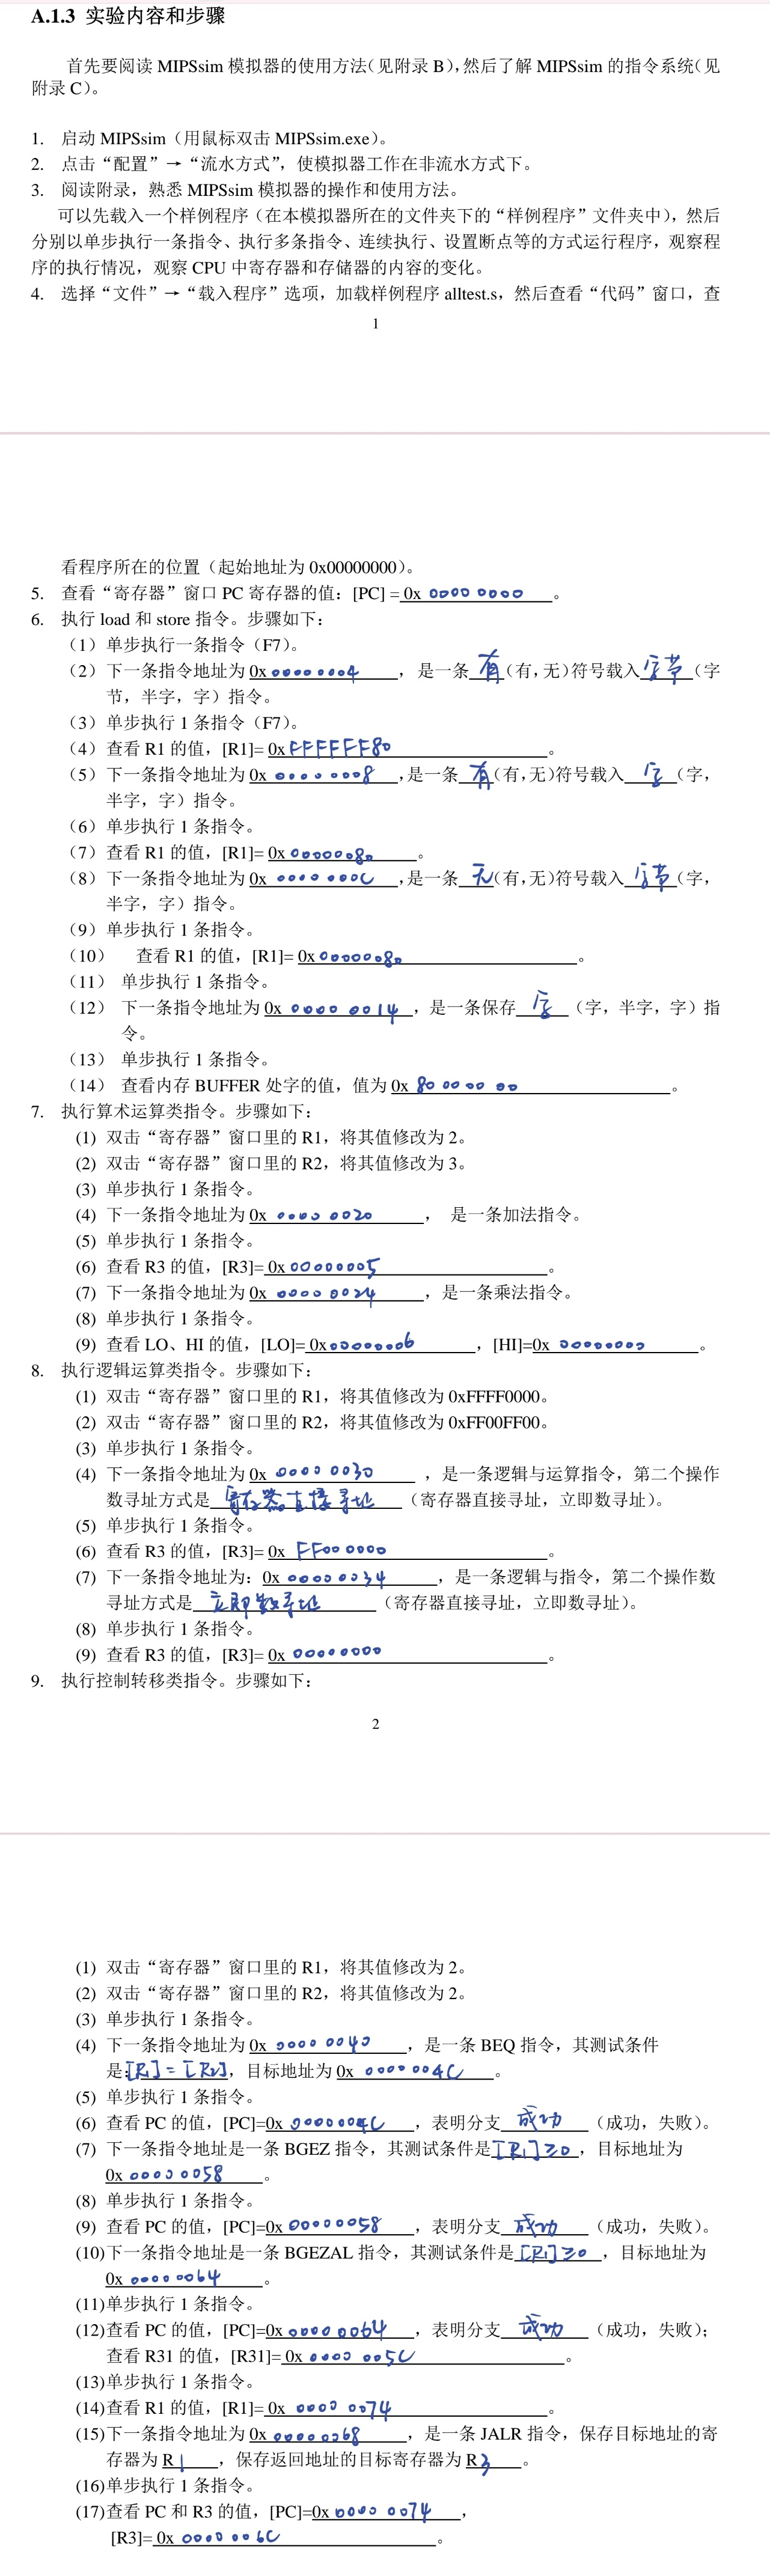 A.1.3 实验内容和步骤
首先要阅读 MIPSsim 模拟器的使用方法（见附录 B），然后了解 MIPSsim 的指令系统（见
附录 C）。
1. 启动 MIPSsim（用鼠标双击 MIPSsim.exe）。
2. 点击“配置”→“流水方式”，使模拟器工作在非流水方式下。
3. 阅读附录，熟悉 MIPSsim 模拟器的操作和使用方法。
可以先载入一个样例程序（在本模拟器所在的文件夹下的“样例程序”文件夹中），然后
分别以单步执行一条指令、执行多条指令、连续执行、设置断点等的方式运行程序，观察程
序的执行情况，观察 CPU 中寄存器和存储器的内容的变化。
4. 选择“文件”→“载入程序”选项，加载样例程序 alltest.s，然后查看“代码”窗口，查
1
看程序所在的位置（起始地址为 0x00000000）。
5. 查看“寄存器”窗口 PC 寄存器的值：[PC] = 0x 0000 0000 。
6. 执行 load 和 store 指令。步骤如下：
（1）单步执行一条指令（F7）。
（2）下一条指令地址为 0x 00000004 ，是一条 有 (有，无)符号载入 字节 (字
节，半字，字）指令。
（3）单步执行 1 条指令（F7）。
（4）查看 R1 的值，[R1]= 0x FFFFFF80 。
（5）下一条指令地址为 0x 00000008 ，是一条 有 (有，无)符号载入 字 (字，
半字，字）指令。
（6）单步执行 1 条指令。
（7）查看 R1 的值，[R1]= 0x 00000080 。
（8）下一条指令地址为 0x 0000 000C ，是一条 无 (有，无)符号载入 字节 (字，
半字，字）指令。
（9）单步执行 1 条指令。
（10） 查看 R1 的值，[R1]= 0x 00000080 。
（11） 单步执行 1 条指令。
（12） 下一条指令地址为 0x 0000 0014 ，是一条保存 字 （字，半字，字）指
令。
（13） 单步执行 1 条指令。
（14） 查看内存 BUFFER 处字的值，值为 0x 80 00 00 00 。
7. 执行算术运算类指令。步骤如下：
(1) 双击“寄存器”窗口里的 R1，将其值修改为 2。
(2) 双击“寄存器”窗口里的 R2，将其值修改为 3。
(3) 单步执行 1 条指令。
(4) 下一条指令地址为 0x 0000 0020 ， 是一条加法指令。
(5) 单步执行 1 条指令。
(6) 查看 R3 的值，[R3]= 0x 00000005 。
(7) 下一条指令地址为 0x 0000 0024 ，是一条乘法指令。
(8) 单步执行 1 条指令。
(9) 查看 LO、HI 的值，[LO]= 0x 00000006 ，[HI]=0x 00000000 。
8. 执行逻辑运算类指令。步骤如下：
(1) 双击“寄存器”窗口里的 R1，将其值修改为 0xFFFF0000。
(2) 双击“寄存器”窗口里的 R2，将其值修改为 0xFF00FF00。
(3) 单步执行 1 条指令。
(4) 下一条指令地址为 0x 0000 0030 ，是一条逻辑与运算指令，第二个操作
数寻址方式是 寄存器直接寻址 （寄存器直接寻址，立即数寻址）。
(5) 单步执行 1 条指令。
(6) 查看 R3 的值，[R3]= 0x FF00 0000 。
(7) 下一条指令地址为：0x 0000 0034 ，是一条逻辑与指令，第二个操作数
寻址方式是 立即数寻址 （寄存器直接寻址，立即数寻址）。
(8) 单步执行 1 条指令。
(9) 查看 R3 的值，[R3]= 0x 00000000 。
9. 执行控制转移类指令。步骤如下：
2
(1) 双击“寄存器”窗口里的 R1，将其值修改为 2。
(2) 双击“寄存器”窗口里的 R2，将其值修改为 2。
(3) 单步执行 1 条指令。
(4) 下一条指令地址为 0x 0000 0040 ，是一条 BEQ 指令，其测试条件
是:[R1] = [R2]，目标地址为 0x 0000 004C 。
(5) 单步执行 1 条指令。
(6) 查看 PC 的值，[PC]=0x 0000004C ，表明分支 成功 （成功，失败）。
(7) 下一条指令地址是一条 BGEZ 指令，其测试条件是 [R1]≥0 ，目标地址为
0x 0000 0058 。
(8) 单步执行 1 条指令。
(9) 查看 PC 的值，[PC]=0x 00000058 ，表明分支 成功 （成功，失败）。
(10)下一条指令地址是一条 BGEZAL 指令，其测试条件是 [R1]≥0 ，目标地址为
0x 0000 0064 。
(11)单步执行 1 条指令。
(12)查看 PC 的值，[PC]=0x 0000 0064 ，表明分支 成功 （成功，失败）；
查看 R31 的值，[R31]= 0x 0000 005C 。
(13)单步执行 1 条指令。
(14)查看 R1 的值，[R1]= 0x 0000 0074 。
(15)下一条指令地址为 0x 00000068 ，是一条 JALR 指令，保存目标地址的寄
存器为 R 1 ，保存返回地址的目标寄存器为 R 3 。
(16)单步执行 1 条指令。
(17)查看 PC 和 R3 的值，[PC]=0x 0000 0074 ，
[R3]= 0x 0000 006C 。